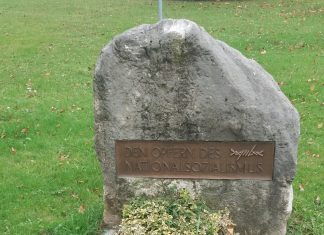 DEN OPFERN DES
NATIONALSOZIALISMUS